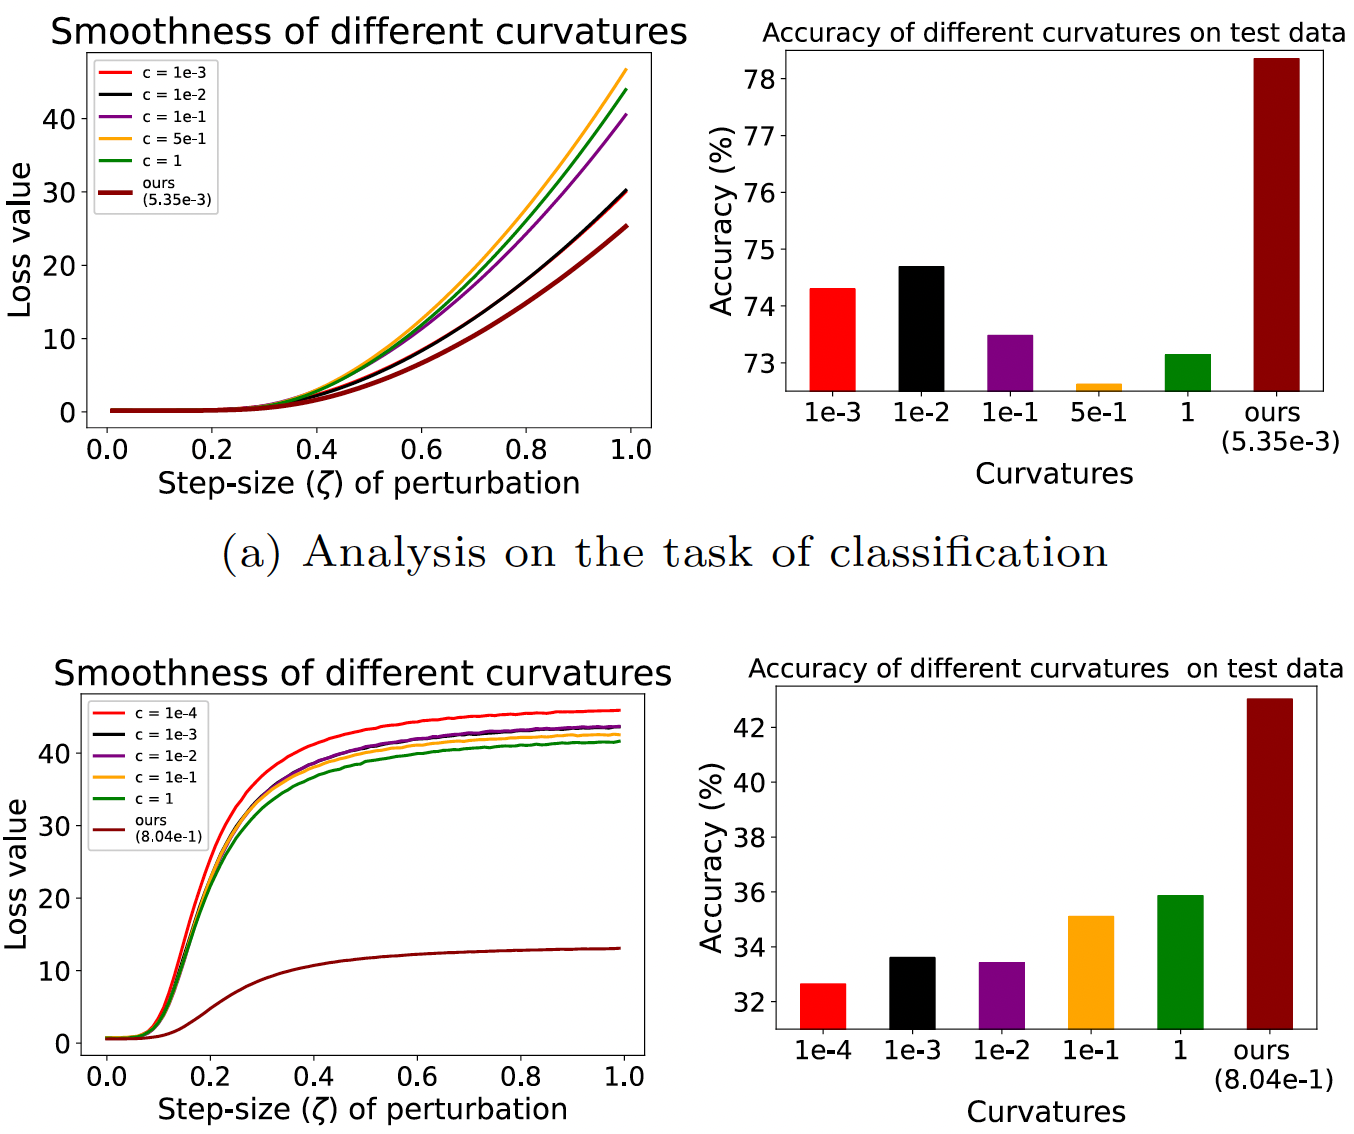 Smoothness of different curvatures
c = 1e-3
c = 1e-2
c = 1e-1
c = 5e-1
c = 1
ours
(5.35e-3)
Loss value
40
30
20
10
0
0.0 0.2 0.4 0.6 0.8 1.0
Step-size (ζ) of perturbation
Accuracy of different curvatures on test data
Accuracy (%)
78
77
76
75
74
73
1e-3 1e-2 1e-1 5e-1 1 ours
(5.35e-3)
Curvatures
(a) Analysis on the task of classification
Smoothness of different curvatures
c = 1e-4
c = 1e-3
c = 1e-2
c = 1e-1
c = 1
ours
(8.04e-1)
Loss value
40
30
20
10
0
0.0 0.2 0.4 0.6 0.8 1.0
Step-size (ζ) of perturbation
Accuracy of different curvatures on test data
Accuracy (%)
42
40
38
36
34
32
1e-4 1e-3 1e-2 1e-1 1 ours
(8.04e-1)
Curvatures